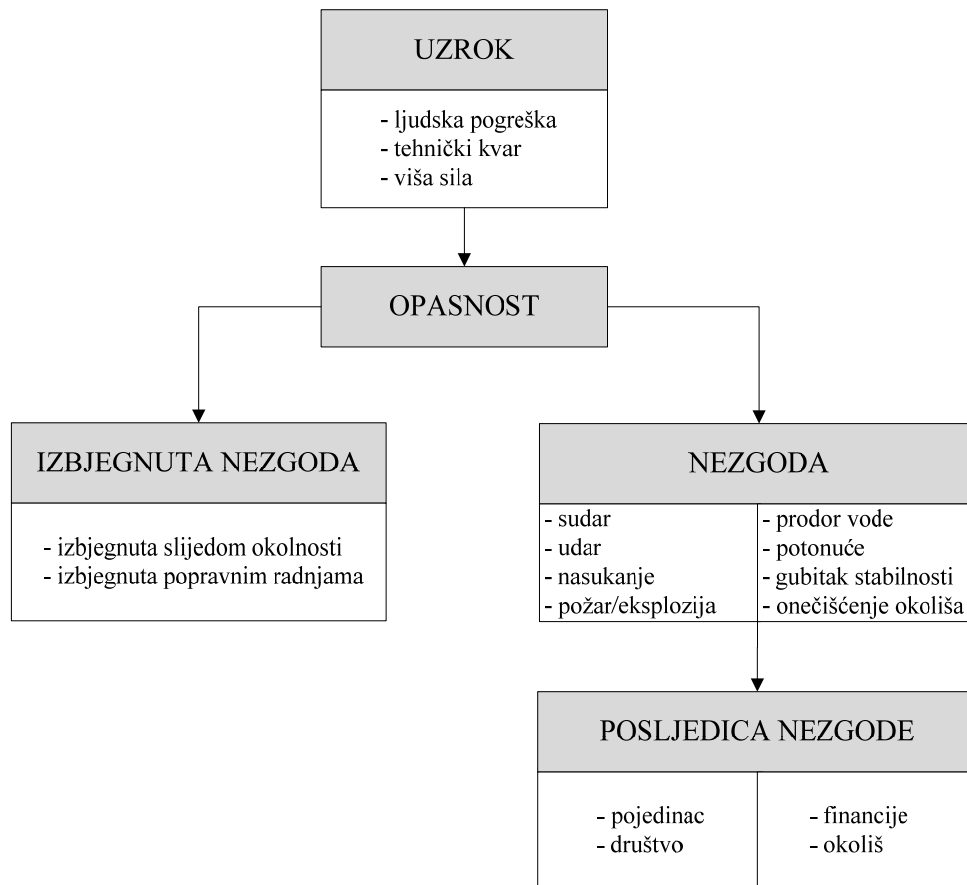 UZROK
- ljudska pogreška
- tehnički kvar
- viša sila
OPASNOST
IZBJEGNUTA NEZGODA
- izbjegnuta slijedom okolnosti
- izbjegnuta popravnim radnjama
NEZGODA
- sudar
- udar
- nasukanje
- požar/eksplozija
- prodor vode
- potonuće
- gubitak stabilnosti
- onečišćenje okoliša
POSLJEDICA NEZGODE
- pojedinac
- društvo
- financije
- okoliš